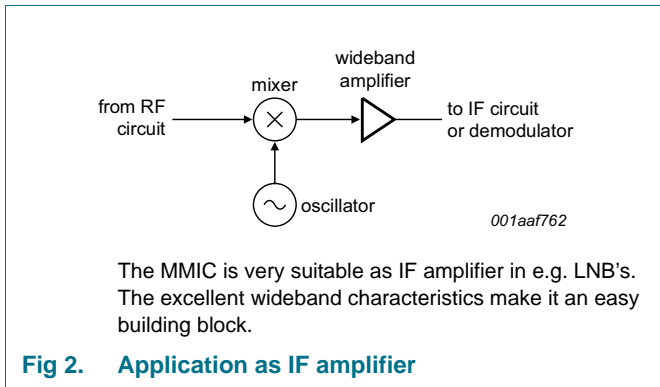 wideband
amplifier
mixer
from RF
circuit
to IF circuit
or demodulator
oscillator
001aaf762
The MMIC is very suitable as IF amplifier in e.g. LNB's.
The excellent wideband characteristics make it an easy
building block.
Fig 2. Application as IF amplifier